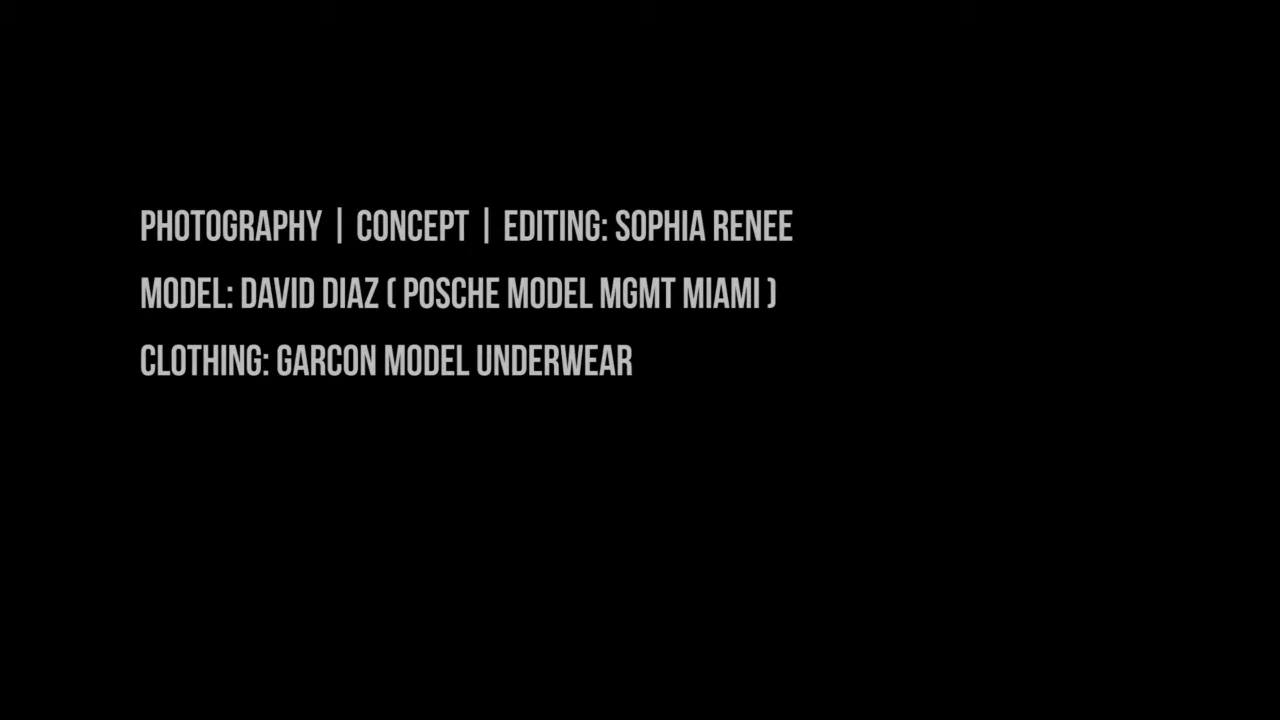 PHOTOGRAPHY | CONCEPT | EDITING: SOPHIA RENEE
MODEL: DAVID DIAZ ( POSCHE MODEL MGMT MIAMI )
CLOTHING: GARCON MODEL UNDERWEAR